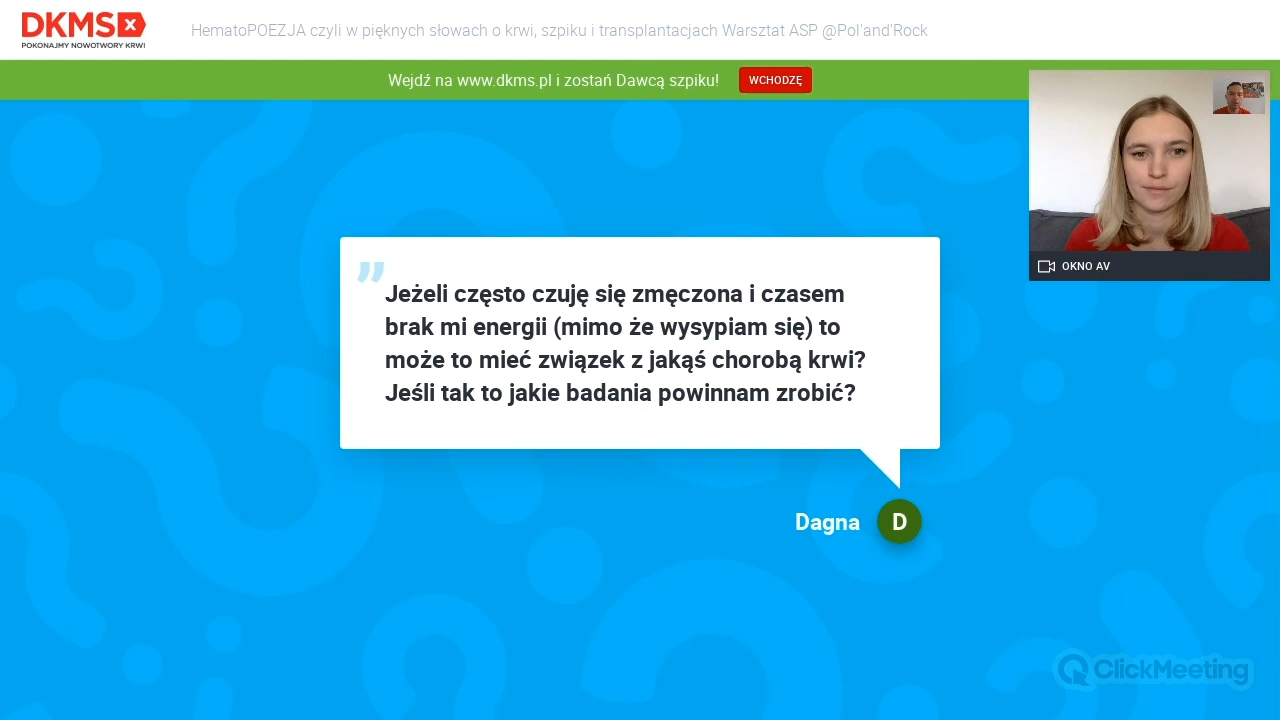 DKMS
POKONAJMY NOWOTWORY KRWI
HematoPOEZJA czyli w pięknych słowach o krwi, szpiku i transplantacjach Warsztat ASP @Pol'and'Rock
Wejdź na www.dkms.pl i zostań Dawcą szpiku!
WCHODZĘ
OKNO AV
Jeżeli często czuję się zmęczona i czasem
brak mi energii (mimo że wysypiam się) to
może to mieć związek z jakąś chorobą krwi?
Jeśli tak to jakie badania powinnam zrobić?
Dagna
D
ClickMeeting